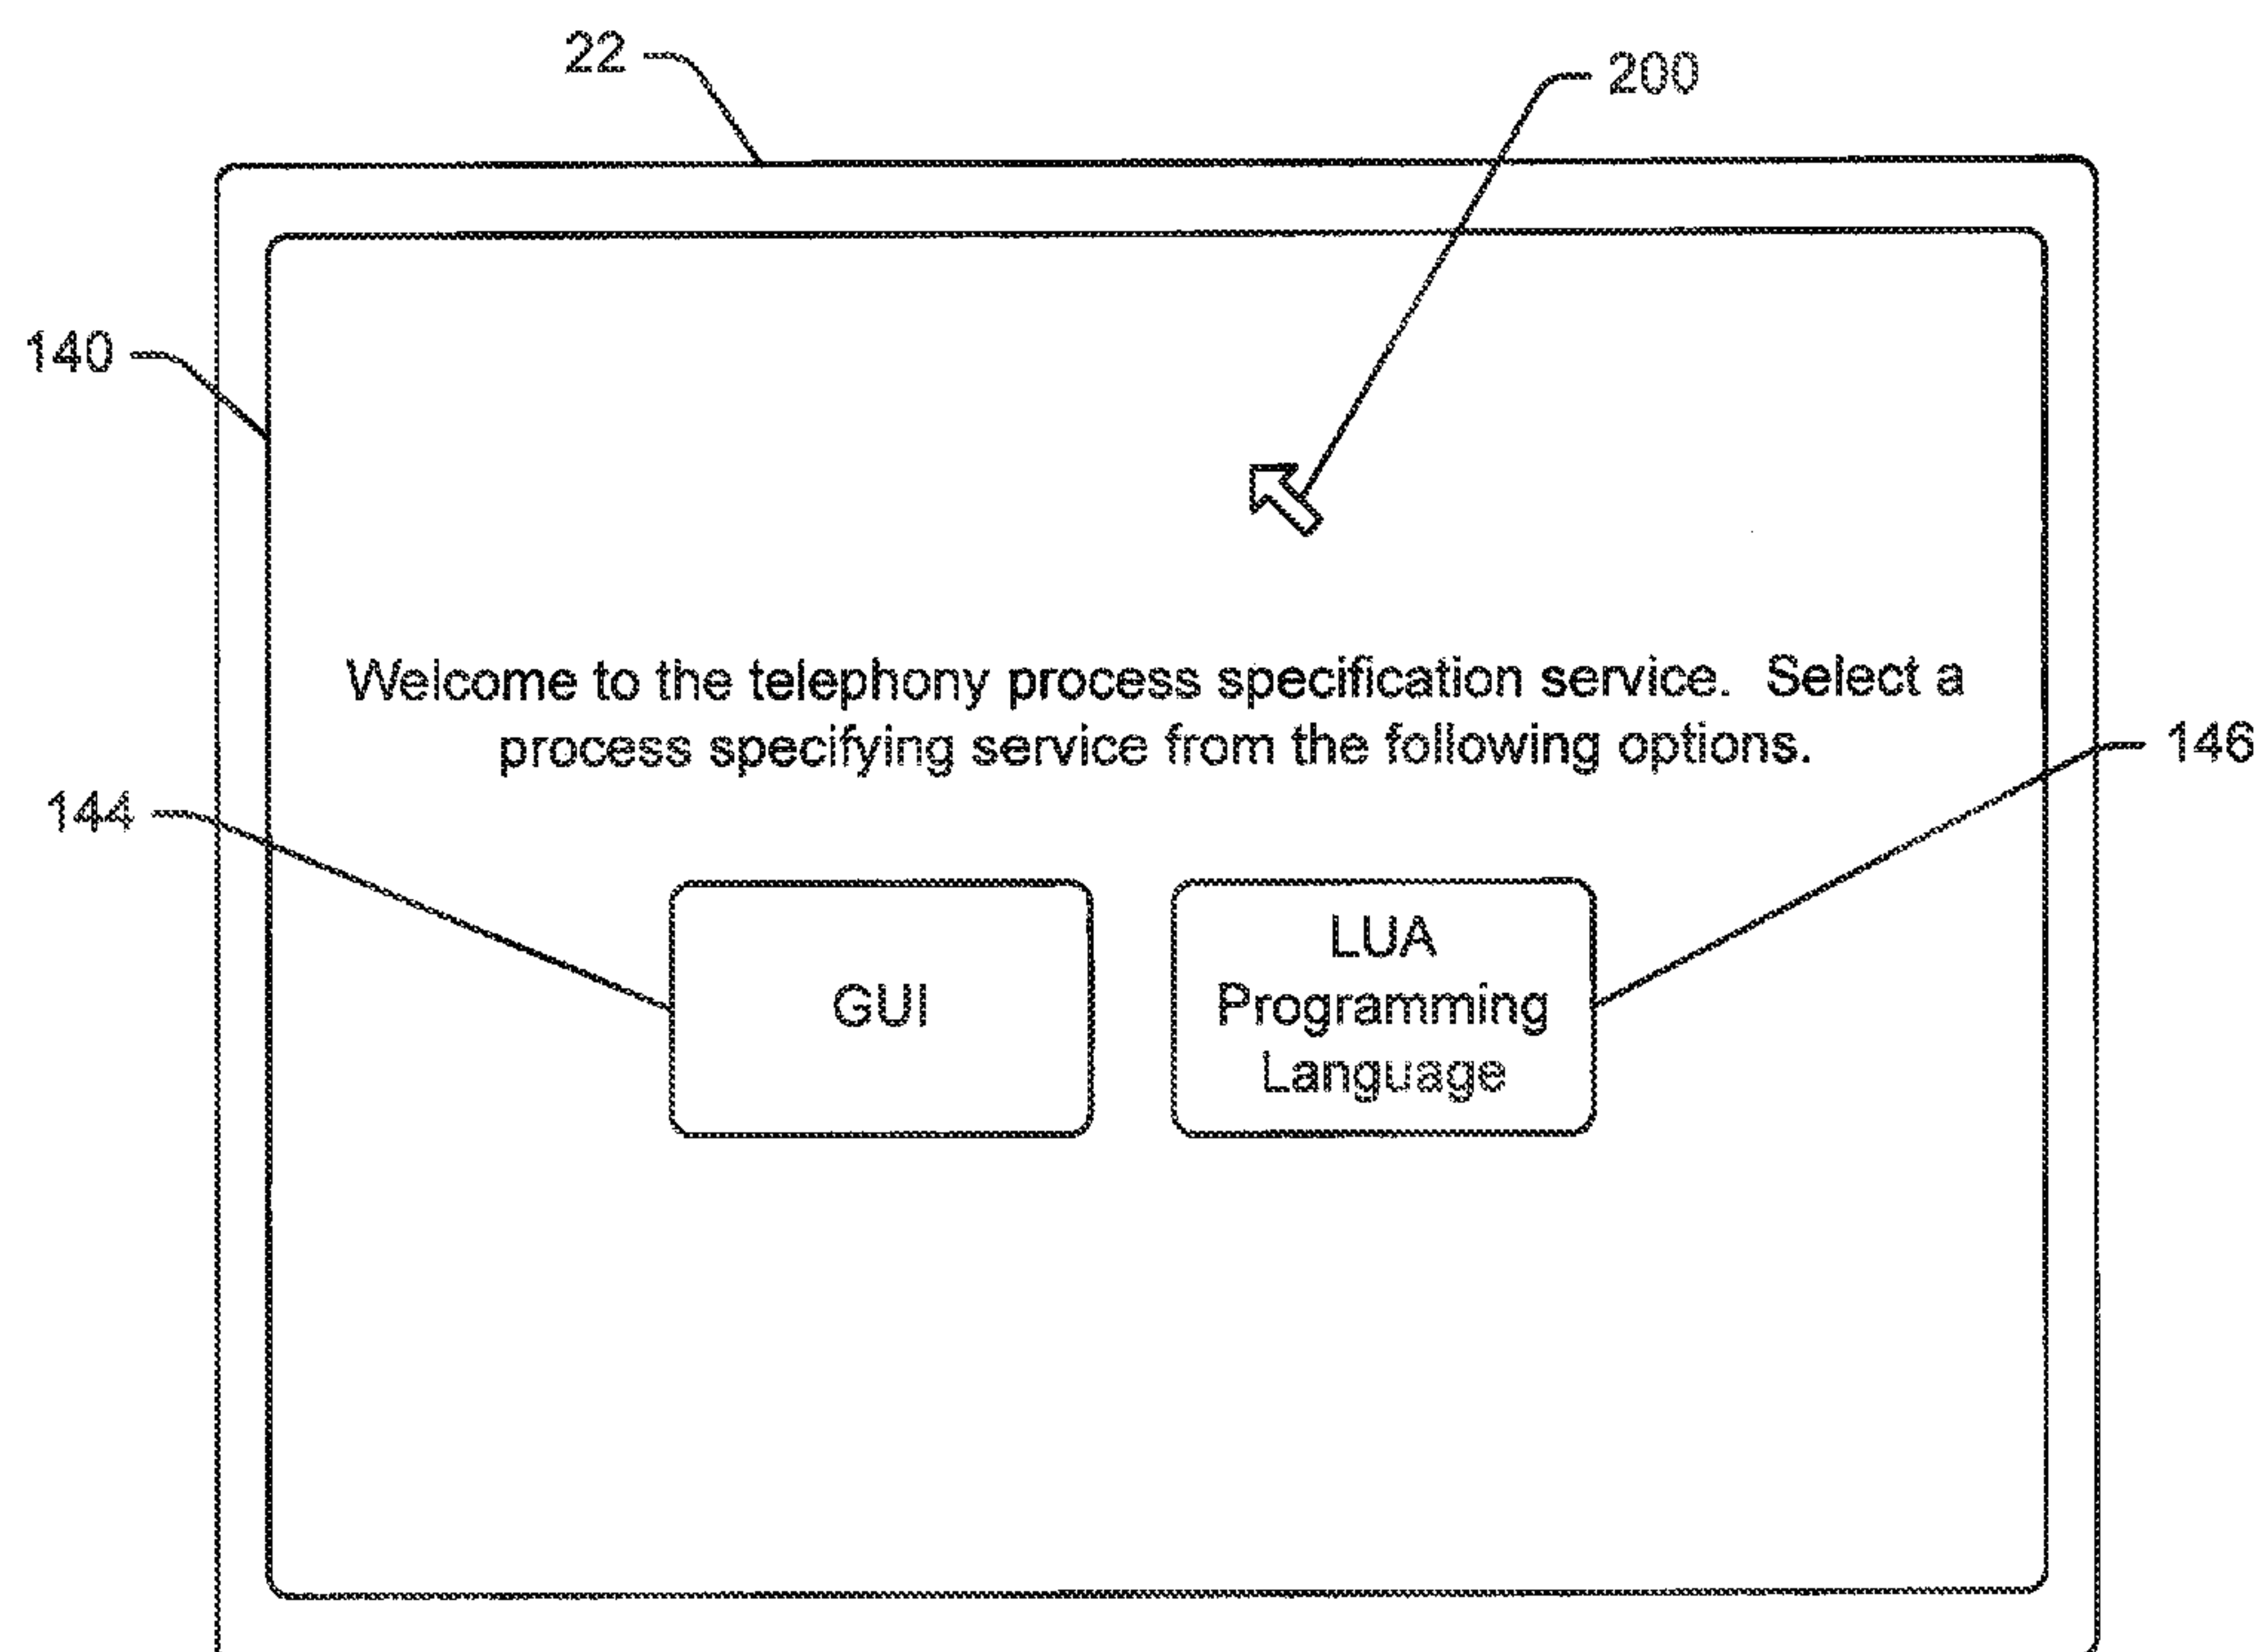 22
200
140
Welcome to the telephony process specification service. Select a
process specifying service from the following options.
146
144
GUI
LUA
Programming
Language